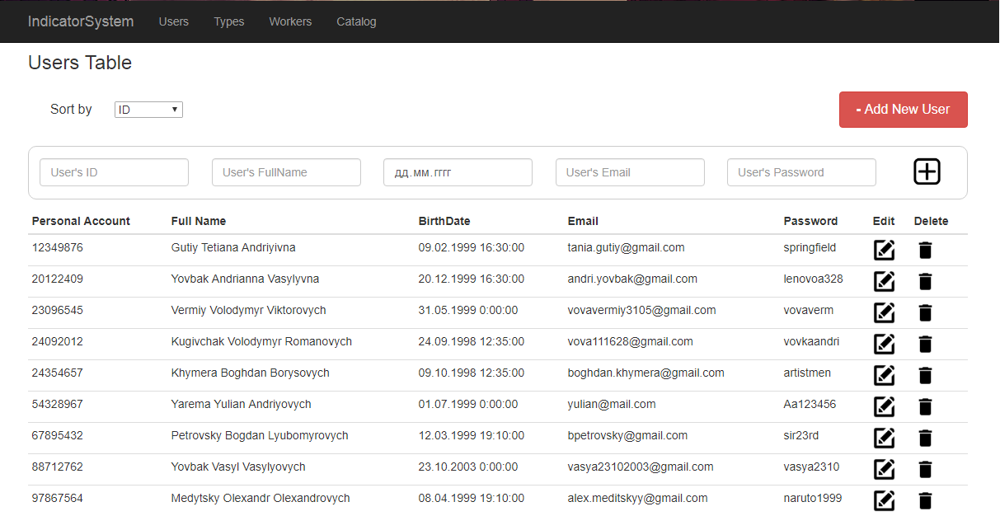 IndicatorSystem Users Types Workers Catalog
Users Table
Sort by ID - Add New User
User's ID User's FullName дд.мм.гггг User's Email User's Password
Personal Account Full Name BirthDate Email Password Edit Delete
12349876 Gutiy Tetiana Andriyivna 09.02.1999 16:30:00 tania.gutiy@gmail.com springfield
20122409 Yovbak Andrianna Vasylyvna 20.12.1999 16:30:00 andri.yovbak@gmail.com lenovoa328
23096545 Vermiy Volodymyr Viktorovych 31.05.1999 0:00:00 vovavermiy3105@gmail.com vovaverm
24092012 Kugivchak Volodymyr Romanovych 24.09.1998 12:35:00 vova111628@gmail.com vovkaandri
24354657 Khymera Boghdan Borysovych 09.10.1998 12:35:00 boghdan.khymera@gmail.com artistmen
54328967 Yarema Yulian Andriyovych 01.07.1999 0:00:00 yulian@mail.com Aa123456
67895432 Petrovsky Bogdan Lyubomyrovych 12.03.1999 19:10:00 bpetrovsky@gmail.com sir23rd
88712762 Yovbak Vasyl Vasylyovych 23.10.2003 0:00:00 vasya23102003@gmail.com vasya2310
97867564 Medytsky Olexandr Olexandrovych 08.04.1999 19:10:00 alex.meditskyy@gmail.com naruto1999